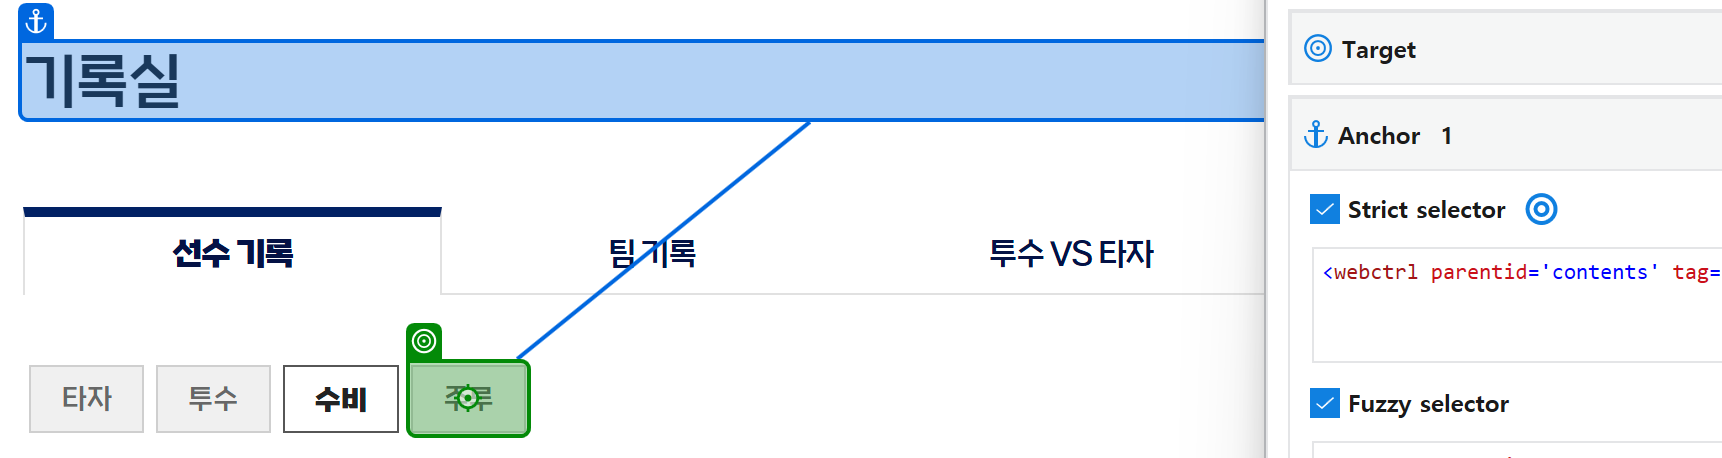 기록실
선수 기록
팀 기록
투수 VS 타자
타자
투수
수비
주루
Target
Anchor 1
Strict selector
<webctrl parentid='contents' tag=
Fuzzy selector